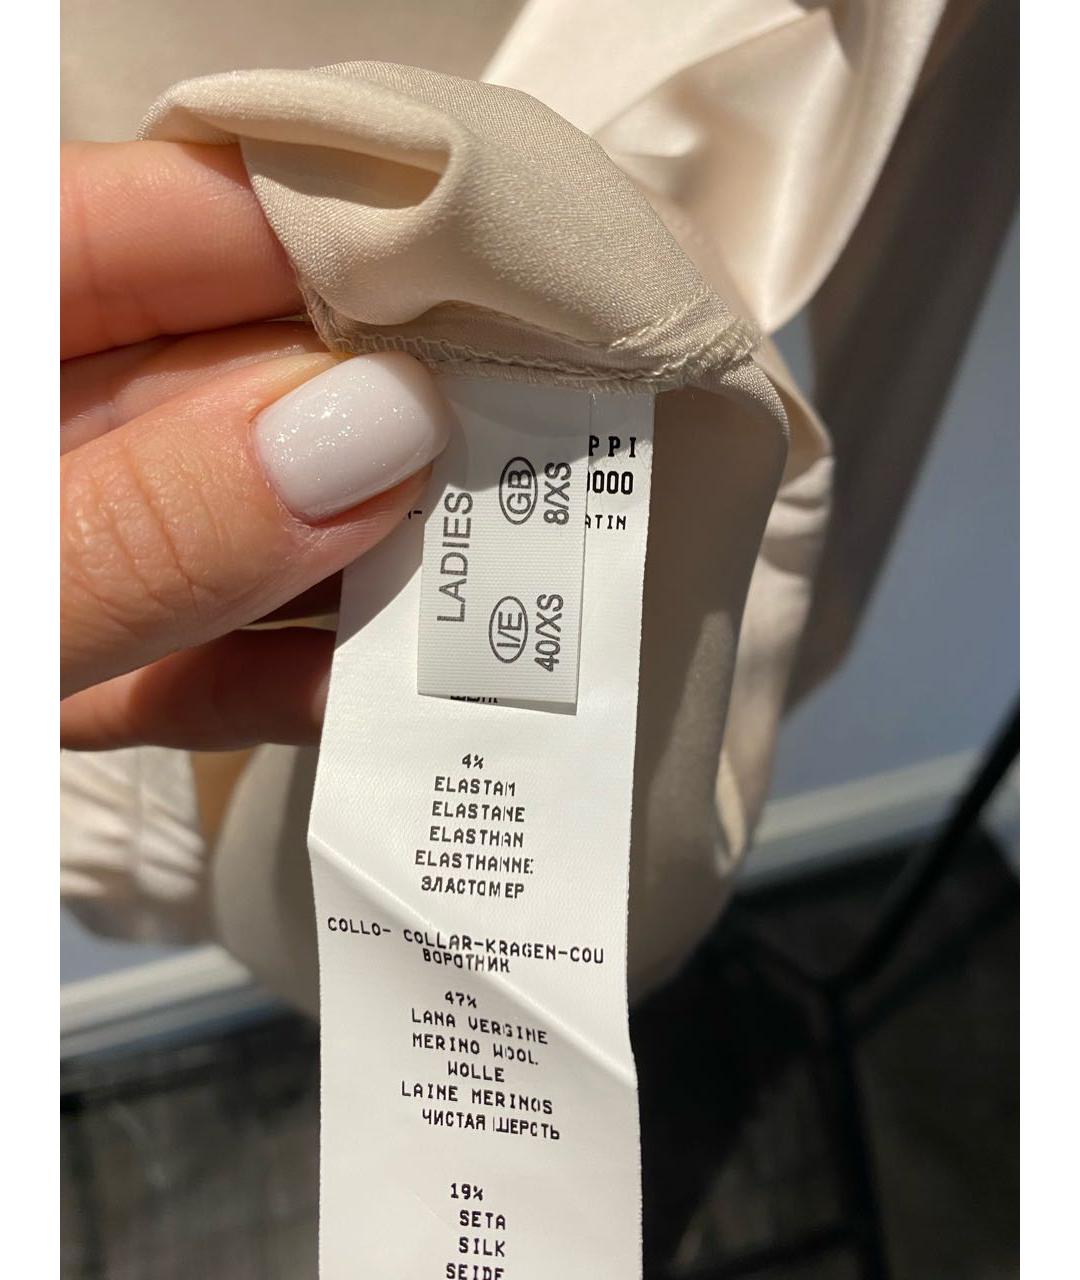 LADIES
GB
8/XS
I/E
40/XS
PPI
000
ATIN
4%
ELASTAM
ELASTANE
ELASTHAN
ELASTHANNE
ЭЛАСТОМЕР
COLLO- COLLAR-KRAGEN-COU
ВОРОТНИК
47%
LANA VERGINE
MERINO WOOL
WOLLE
LAINE MERINOS
ЧИСТАЯ ШЕРСТЬ
19%
SETA
SILK
SEIDE